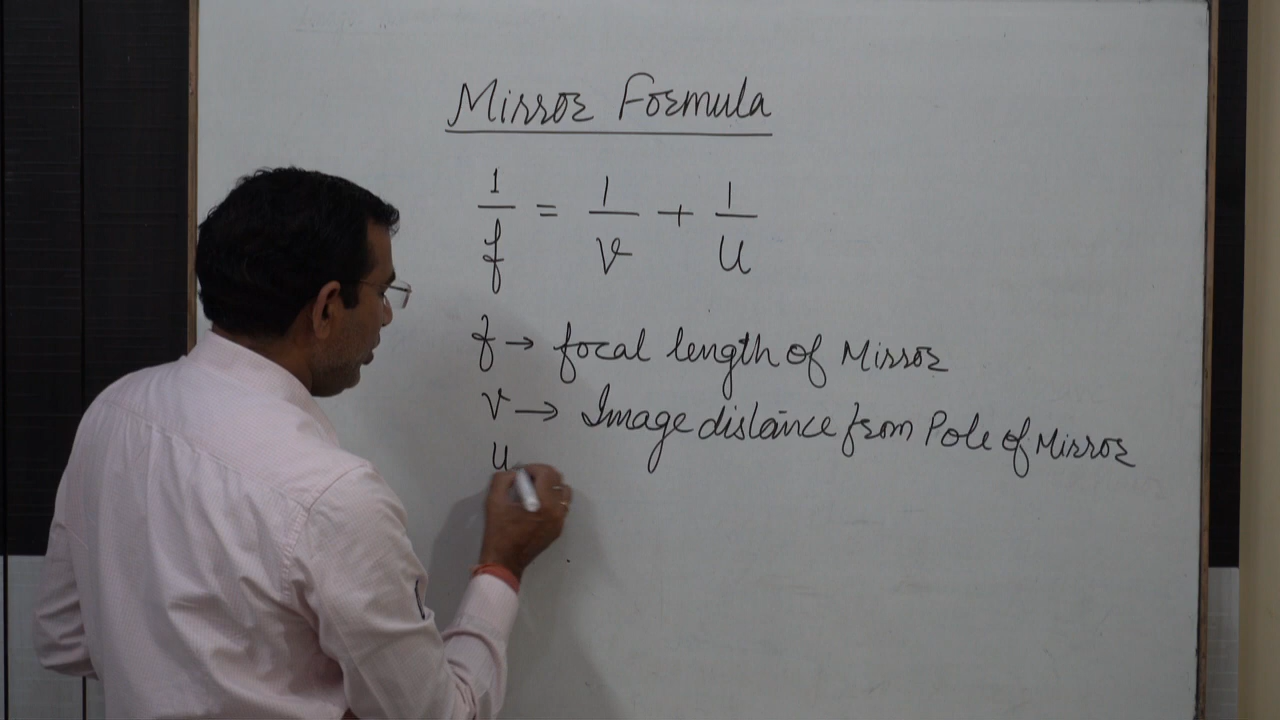 Mirror Formula
1/f = 1/v + 1/u
f → focal length of Mirror
v → Image distance from Pole of Mirror
u